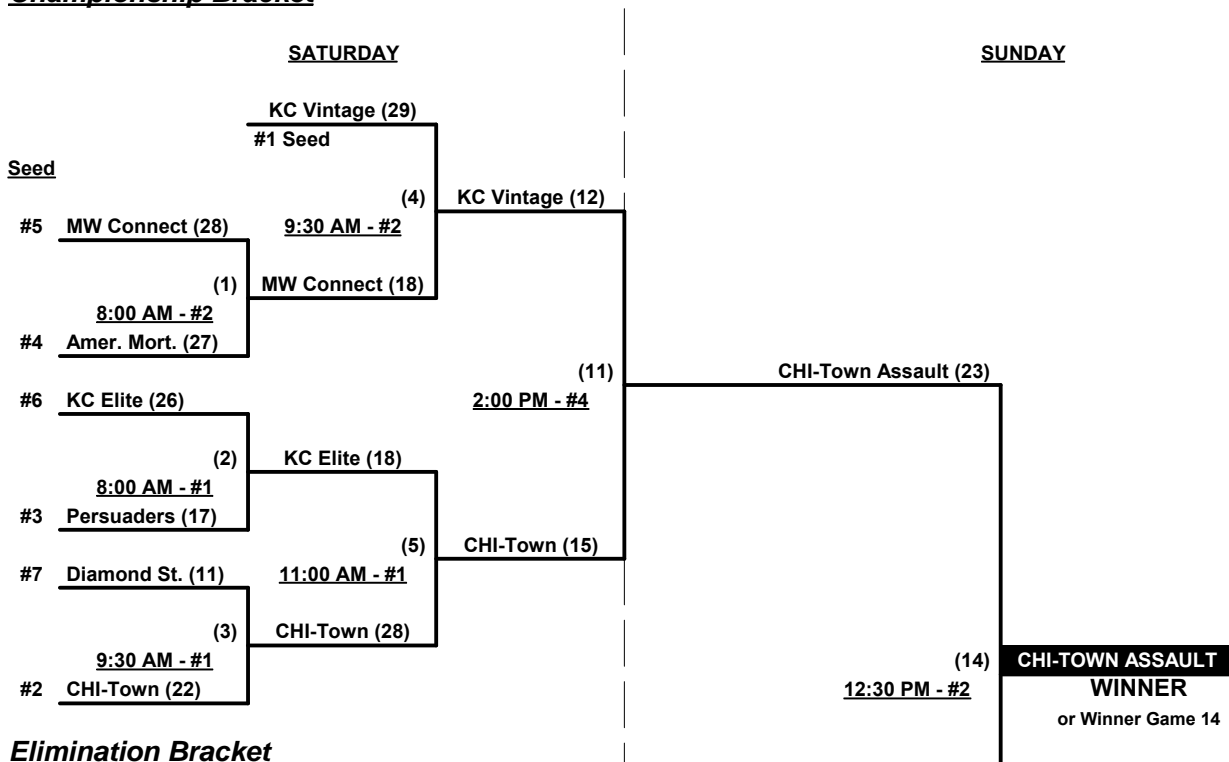 Championship Bracket
SATURDAY
SUNDAY
KC Vintage (29)
#1 Seed
Seed
(4)
KC Vintage (12)
#5 MW Connect (28)
9:30 AM - #2
(1)
MW Connect (18)
8:00 AM - #2
#4 Amer. Mort. (27)
(11)
CHI-Town Assault (23)
#6 KC Elite (26)
2:00 PM - #4
(2)
KC Elite (18)
8:00 AM - #1
#3 Persuaders (17)
(5)
CHI-Town (15)
#7 Diamond St. (11)
11:00 AM - #1
(3)
CHI-Town (28)
9:30 AM - #1
(14)
CHI-TOWN ASSAULT
#2 CHI-Town (22)
12:30 PM - #2
WINNER
or Winner Game 14
Elimination Bracket